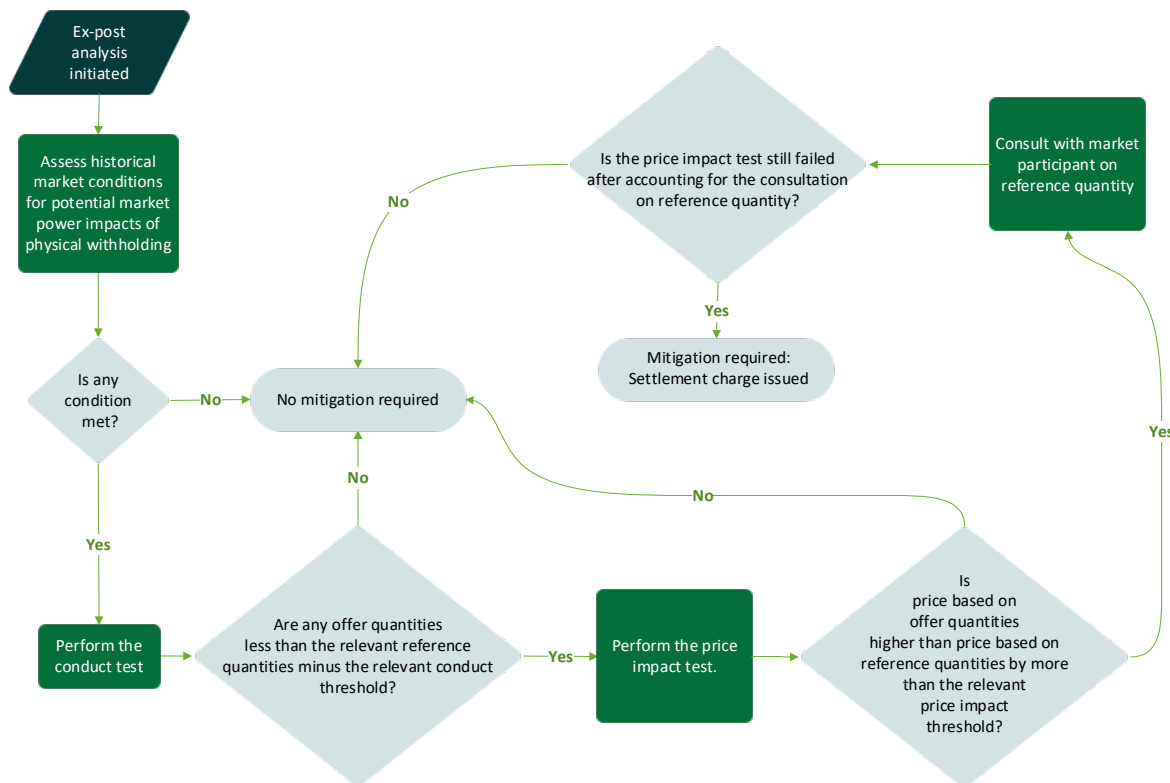 Ex-post
analysis
initiated
Assess historical
market conditions
for potential market
power impacts of
physical withholding
Is any
condition
met?
No
Yes
No mitigation required
Perform the
conduct test
Are any offer quantities
less than the relevant reference
quantities minus the relevant conduct
threshold?
No
Yes
Perform the price
impact test.
Is
price based on
offer quantities
higher than price based on
reference quantities by more
than the relevant
price impact
threshold?
No
Yes
Consult with market
participant on
reference quantity
Is the price impact test still failed
after accounting for the consultation
on reference quantity?
No
Yes
Mitigation required:
Settlement charge issued